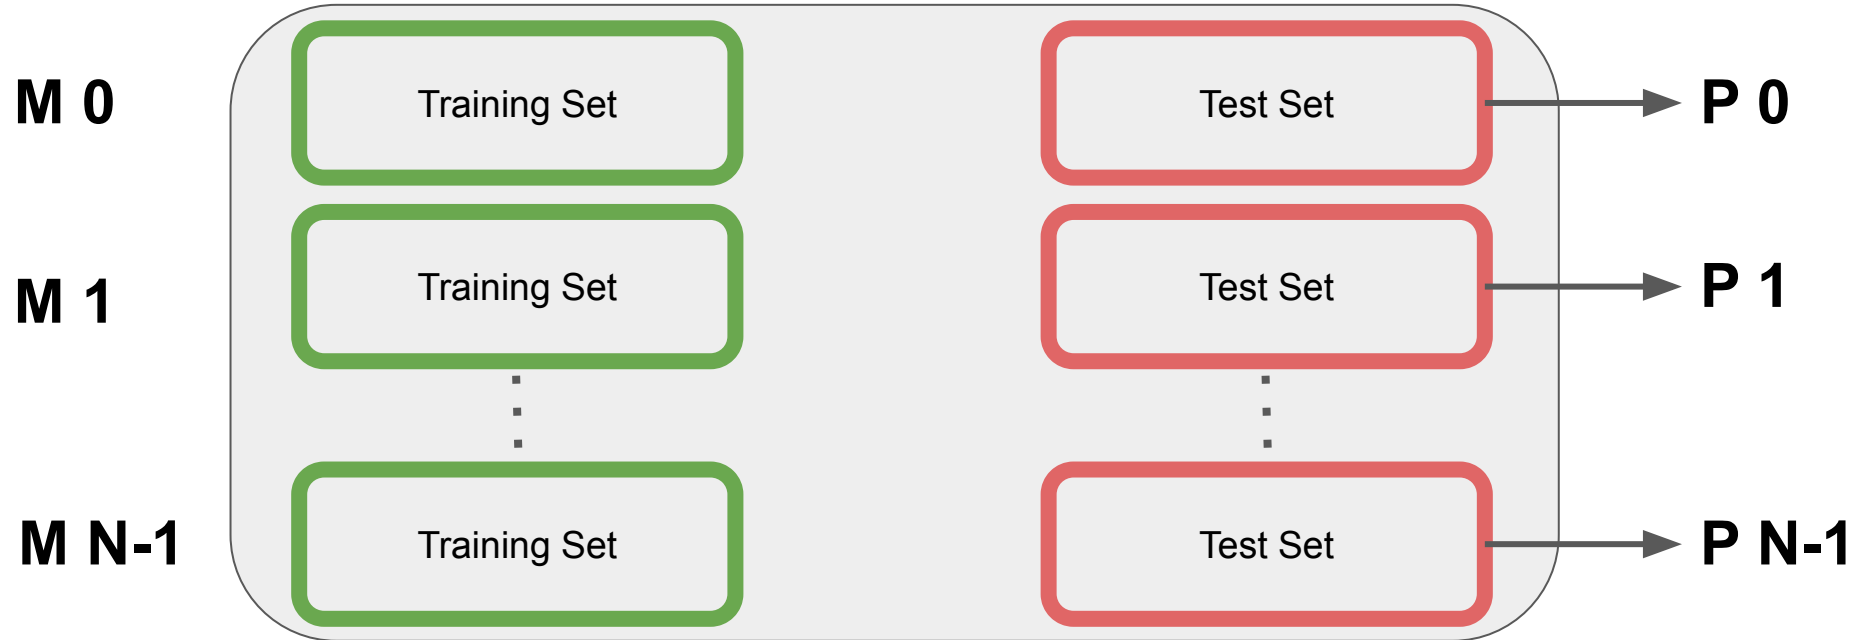 M 0 Training Set Test Set P 0
M 1 Training Set Test Set P 1
M N-1 Training Set Test Set P N-1